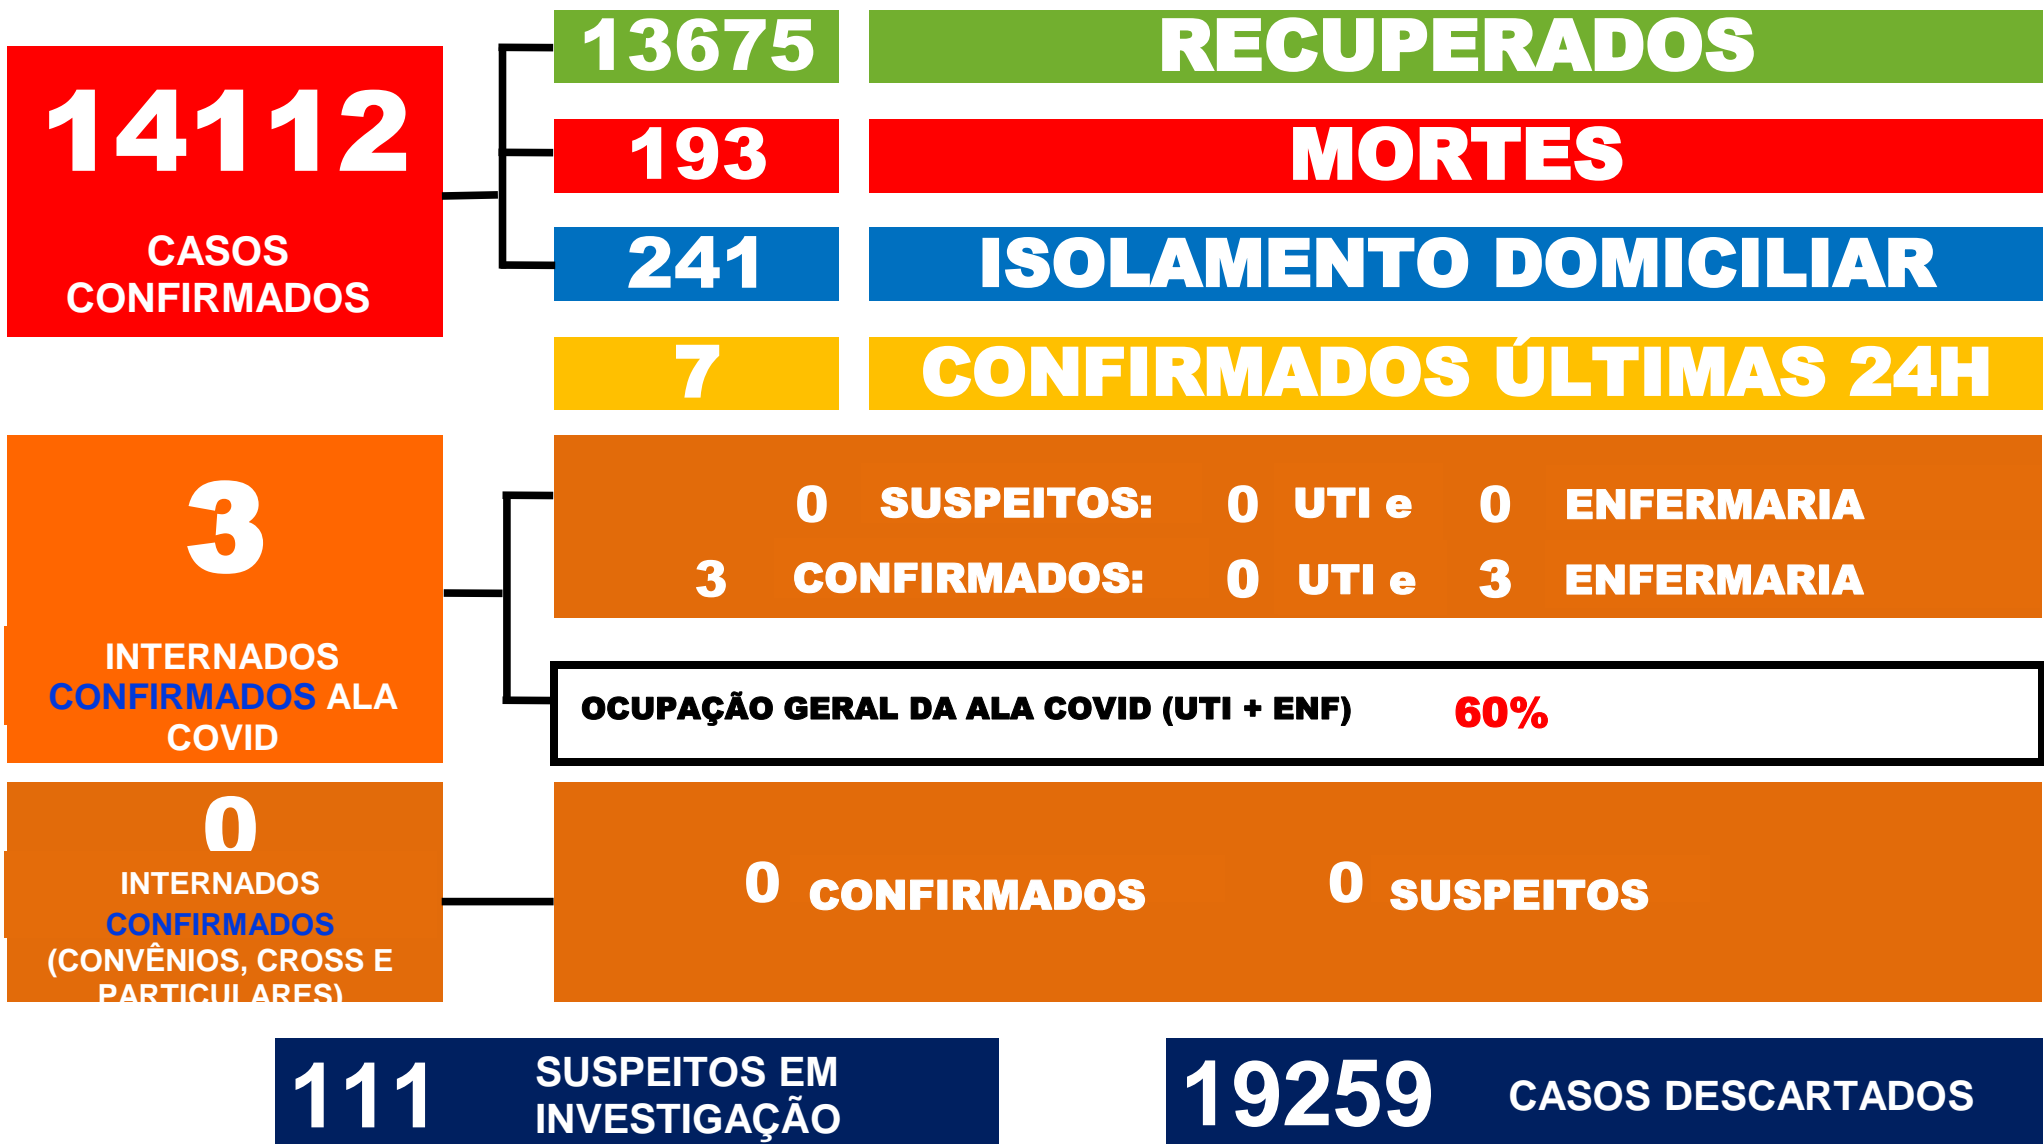 14112
CASOS
CONFIRMADOS
13675 RECUPERADOS
193 MORTES
241 ISOLAMENTO DOMICILIAR
7 CONFIRMADOS ÚLTIMAS 24H
3
INTERNADOS
CONFIRMADOS ALA
COVID
0 SUSPEITOS: 0 UTI e 0 ENFERMARIA
3 CONFIRMADOS: 0 UTI e 3 ENFERMARIA
OCUPAÇÃO GERAL DA ALA COVID (UTI + ENF) 60%
0
INTERNADOS
CONFIRMADOS
(CONVÊNIOS, CROSS E
PARTICULARES)
0 CONFIRMADOS 0 SUSPEITOS
111 SUSPEITOS EM
INVESTIGAÇÃO
19259 CASOS DESCARTADOS